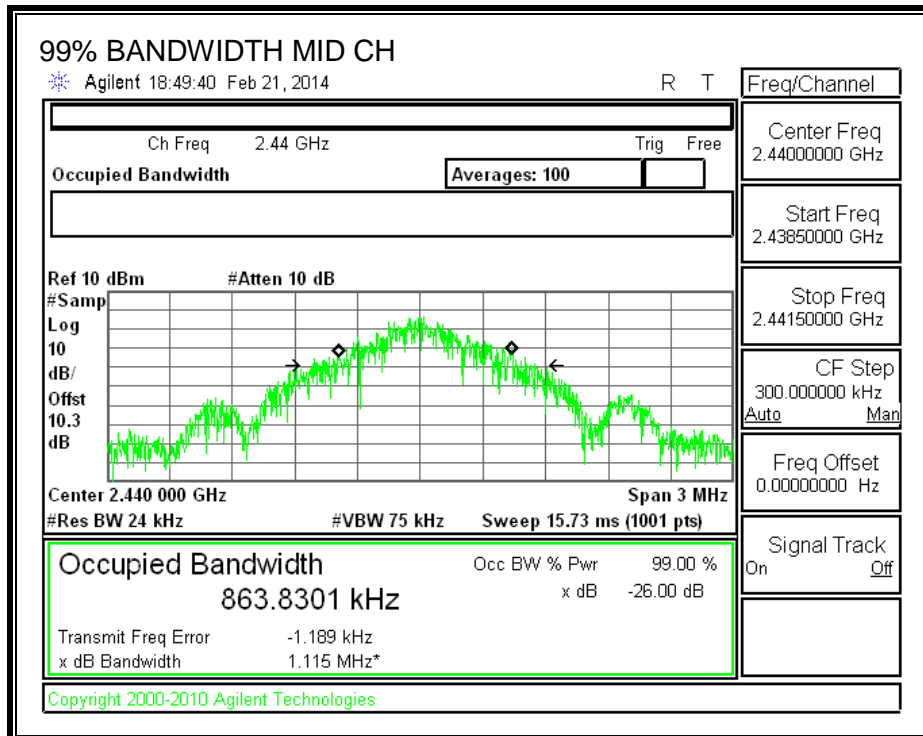 99% BANDWIDTH MID CH
Agilent 18:49:40 Feb 21, 2014 R T
Freq/Channel
Ch Freq 2.44 GHz Trig Free
Occupied Bandwidth Averages: 100
Center Freq
2.44000000 GHz
Start Freq
2.43850000 GHz
Stop Freq
2.44150000 GHz
CF Step
300.000000 kHz
Auto Man
Freq Offset
0.00000000 Hz
Signal Track
On Off
Ref 10 dBm #Atten 10 dB
#Samp
Log
10
dB/
Offst
10.3
dB
Center 2.440 000 GHz Span 3 MHz
#Res BW 24 kHz #VBW 75 kHz Sweep 15.73 ms (1001 pts)
Occupied Bandwidth Occ BW % Pwr 99.00 %
863.8301 kHz x dB -26.00 dB
Transmit Freq Error -1.189 kHz
x dB Bandwidth 1.115 MHz*
Copyright 2000-2010 Agilent Technologies